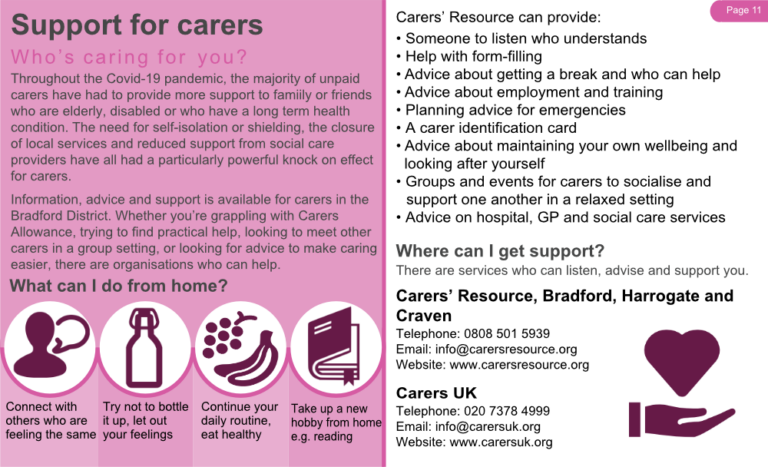 Support for carers
Who's caring for you?
Throughout the Covid-19 pandemic, the majority of unpaid
carers have had to provide more support to famiily or friends
who are elderly, disabled or who have a long term health
condition. The need for self-isolation or shielding, the closure
of local services and reduced support from social care
providers have all had a particularly powerful knock on effect
for carers.
Information, advice and support is available for carers in the
Bradford District. Whether you're grappling with Carers
Allowance, trying to find practical help, looking to meet other
carers in a group setting, or looking for advice to make caring
easier, there are organisations who can help.
What can I do from home?
Connect with
others who are
feeling the same
Try not to bottle
it up, let out
your feelings
Continue your
daily routine,
eat healthy
Take up a new
hobby from home
e.g. reading
Page 11
Carers' Resource can provide:
• Someone to listen who understands
• Help with form-filling
• Advice about getting a break and who can help
• Advice about employment and training
• Planning advice for emergencies
• A carer identification card
• Advice about maintaining your own wellbeing and
looking after yourself
• Groups and events for carers to socialise and
support one another in a relaxed setting
• Advice on hospital, GP and social care services
Where can I get support?
There are services who can listen, advise and support you.
Carers' Resource, Bradford, Harrogate and
Craven
Telephone: 0808 501 5939
Email: info@carersresource.org
Website: www.carersresource.org
Carers UK
Telephone: 020 7378 4999
Email: info@carersuk.org
Website: www.carersuk.org